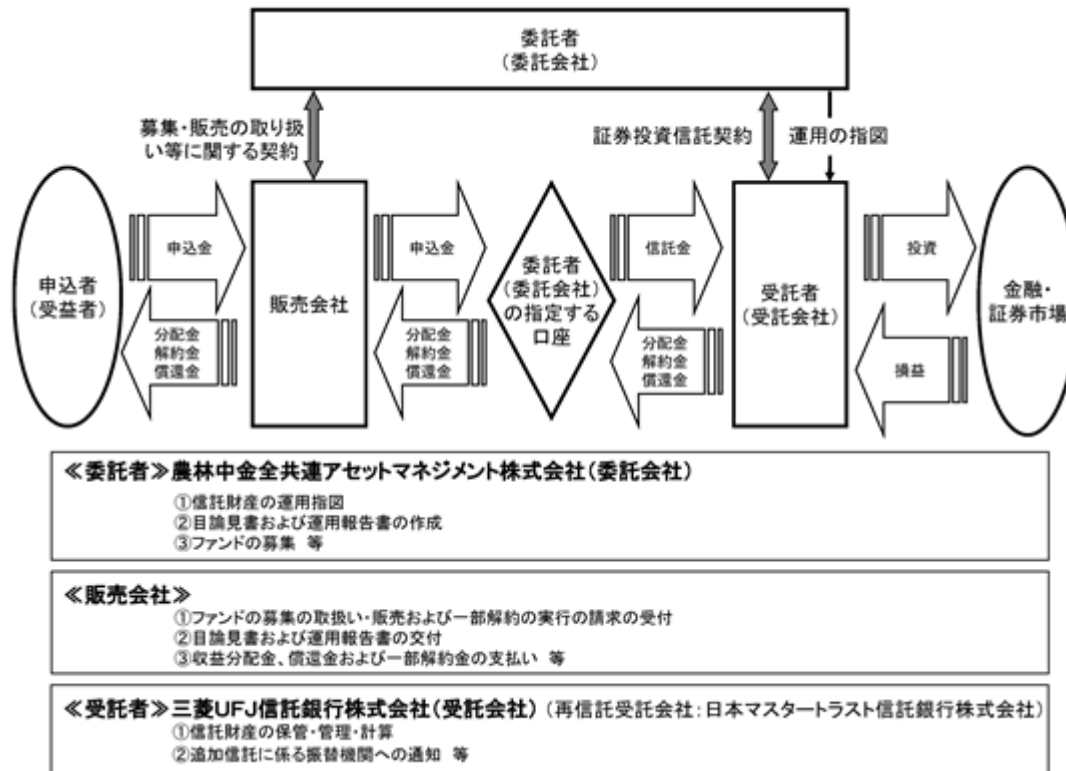 委託者
(委託会社)
募集・販売の取り扱
い等に関する契約
証券投資信託契約
運用の指図
申込者
(受益者)
申込金
分配金
解約金
償還金
販売会社
申込金
分配金
解約金
償還金
委託者
(委託会社)
の指定する
口座
信託金
分配金
解約金
償還金
受託者
(受託会社)
投資
損益
金融・
証券市場
≪委託者≫農林中金全共連アセットマネジメント株式会社(委託会社)
①信託財産の運用指図
②目論見書および運用報告書の作成
③ファンドの募集 等
≪販売会社≫
①ファンドの募集の取扱い・販売および一部解約の実行の請求の受付
②目論見書および運用報告書の交付
③収益分配金、償還金および一部解約金の支払い 等
≪受託者≫三菱UFJ信託銀行株式会社(受託会社) (再信託受託会社:日本マスタートラスト信託銀行株式会社)
①信託財産の保管・管理・計算
②追加信託に係る振替機関への通知 等